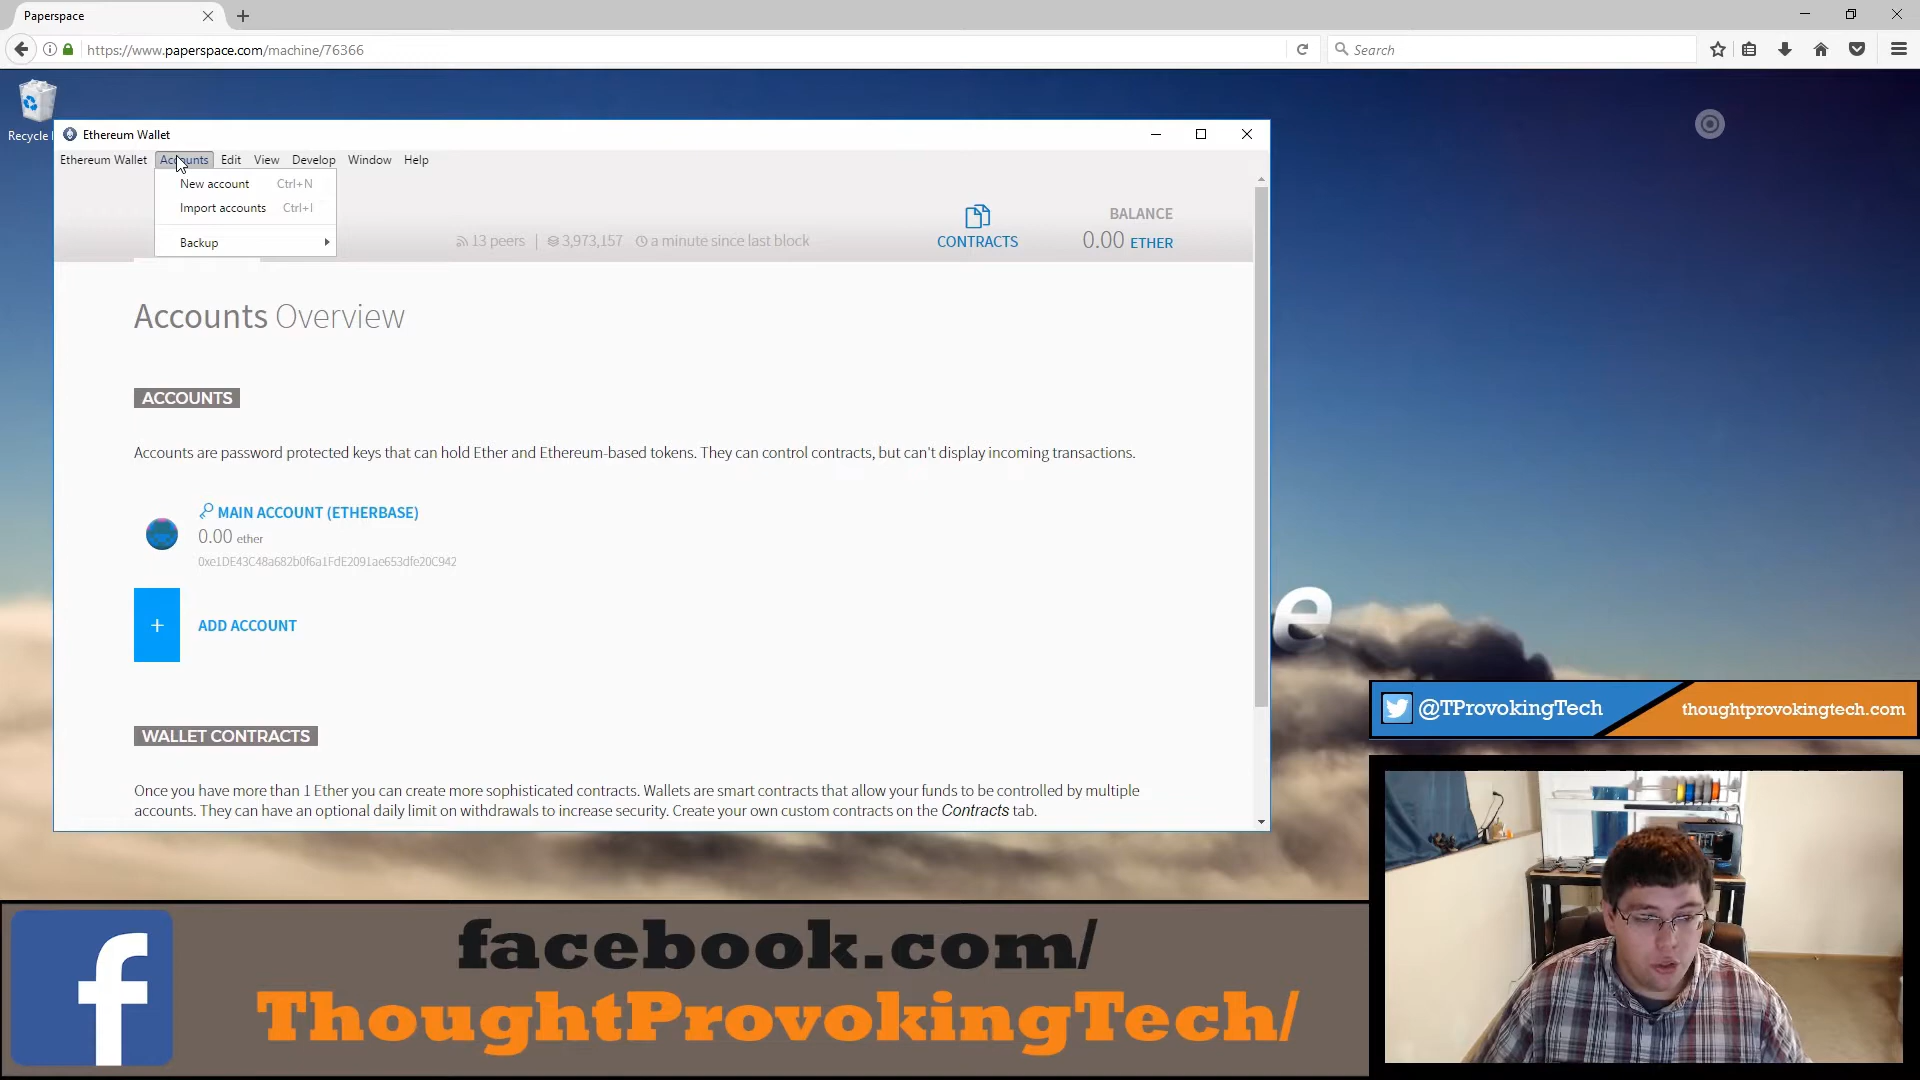 Paperspace
https://www.paperspace.com/machine/76366
Search
Recycle
Ethereum Wallet
Ethereum Wallet Accounts Edit View Develop Window Help
New account Ctrl+N
Import accounts Ctrl+I
Backup
13 peers | 3,973,157 a minute since last block
CONTRACTS
BALANCE
0.00 ETHER
Accounts Overview
ACCOUNTS
Accounts are password protected keys that can hold Ether and Ethereum-based tokens. They can control contracts, but can't display incoming transactions.
MAIN ACCOUNT (ETHERBASE)
0.00 ether
0xe1DE43C48a682b0f6a1FdE2091ae653dfe20C942
+ ADD ACCOUNT
WALLET CONTRACTS
Once you have more than 1 Ether you can create more sophisticated contracts. Wallets are smart contracts that allow your funds to be controlled by multiple
accounts. They can have an optional daily limit on withdrawals to increase security. Create your own custom contracts on the Contracts tab.
e
@TProvokingTech
thoughtprovokingtech.com
f
facebook.com/
ThoughtProvokingTech/